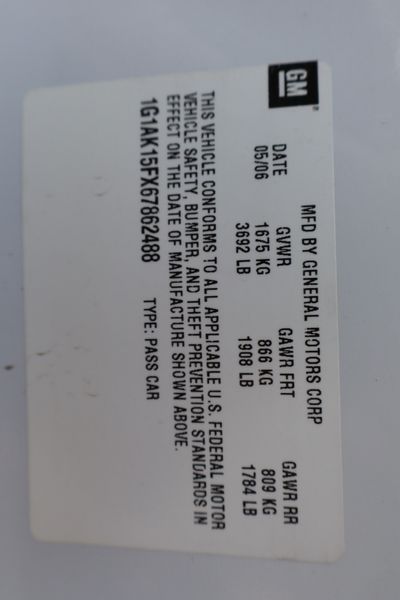 GM
MFD BY GENERAL MOTORS CORP
DATE GVWR GAWR FRT GAWR RR
05/06 1675 KG 866 KG 809 KG
3692 LB 1908 LB 1784 LB
THIS VEHICLE CONFORMS TO ALL APPLICABLE U.S. FEDERAL MOTOR
VEHICLE SAFETY, BUMPER, AND THEFT PREVENTION STANDARDS IN
EFFECT ON THE DATE OF MANUFACTURE SHOWN ABOVE.
1G1AK15FX67862488 TYPE: PASS CAR